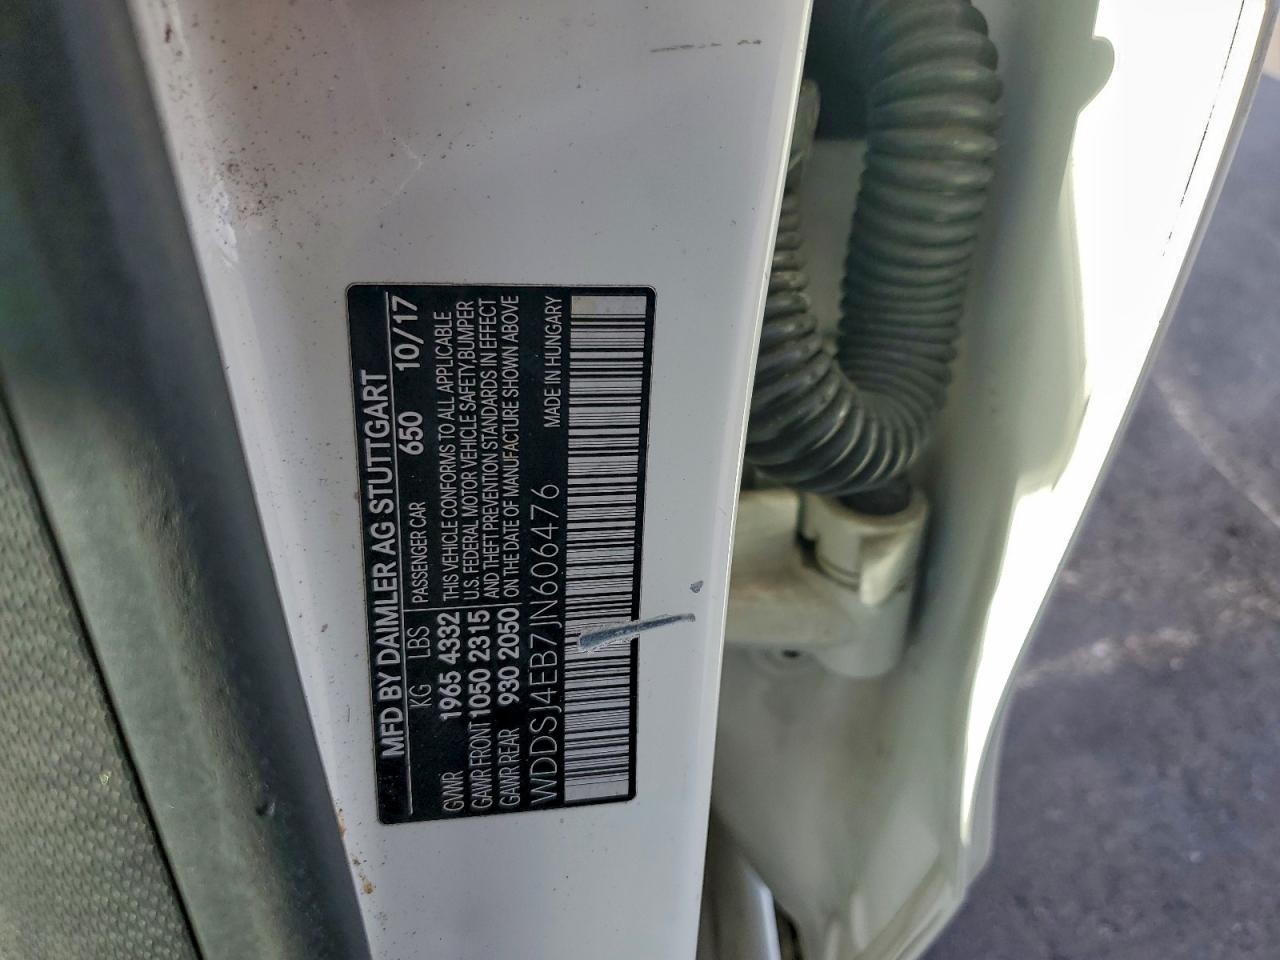 MFD BY DAIMLER AG STUTTGART
KG LBS PASSENGER CAR 650 10/17
GVWR 1965 4332
GAWR FRONT 1050 2315
GAWR REAR 930 2050
THIS VEHICLE CONFORMS TO ALL APPLICABLE
U.S. FEDERAL MOTOR VEHICLE SAFETY,BUMPER
AND THEFT PREVENTION STANDARDS IN EFFECT
ON THE DATE OF MANUFACTURE SHOWN ABOVE
WDDSJ4EB7JN606476 MADE IN HUNGARY